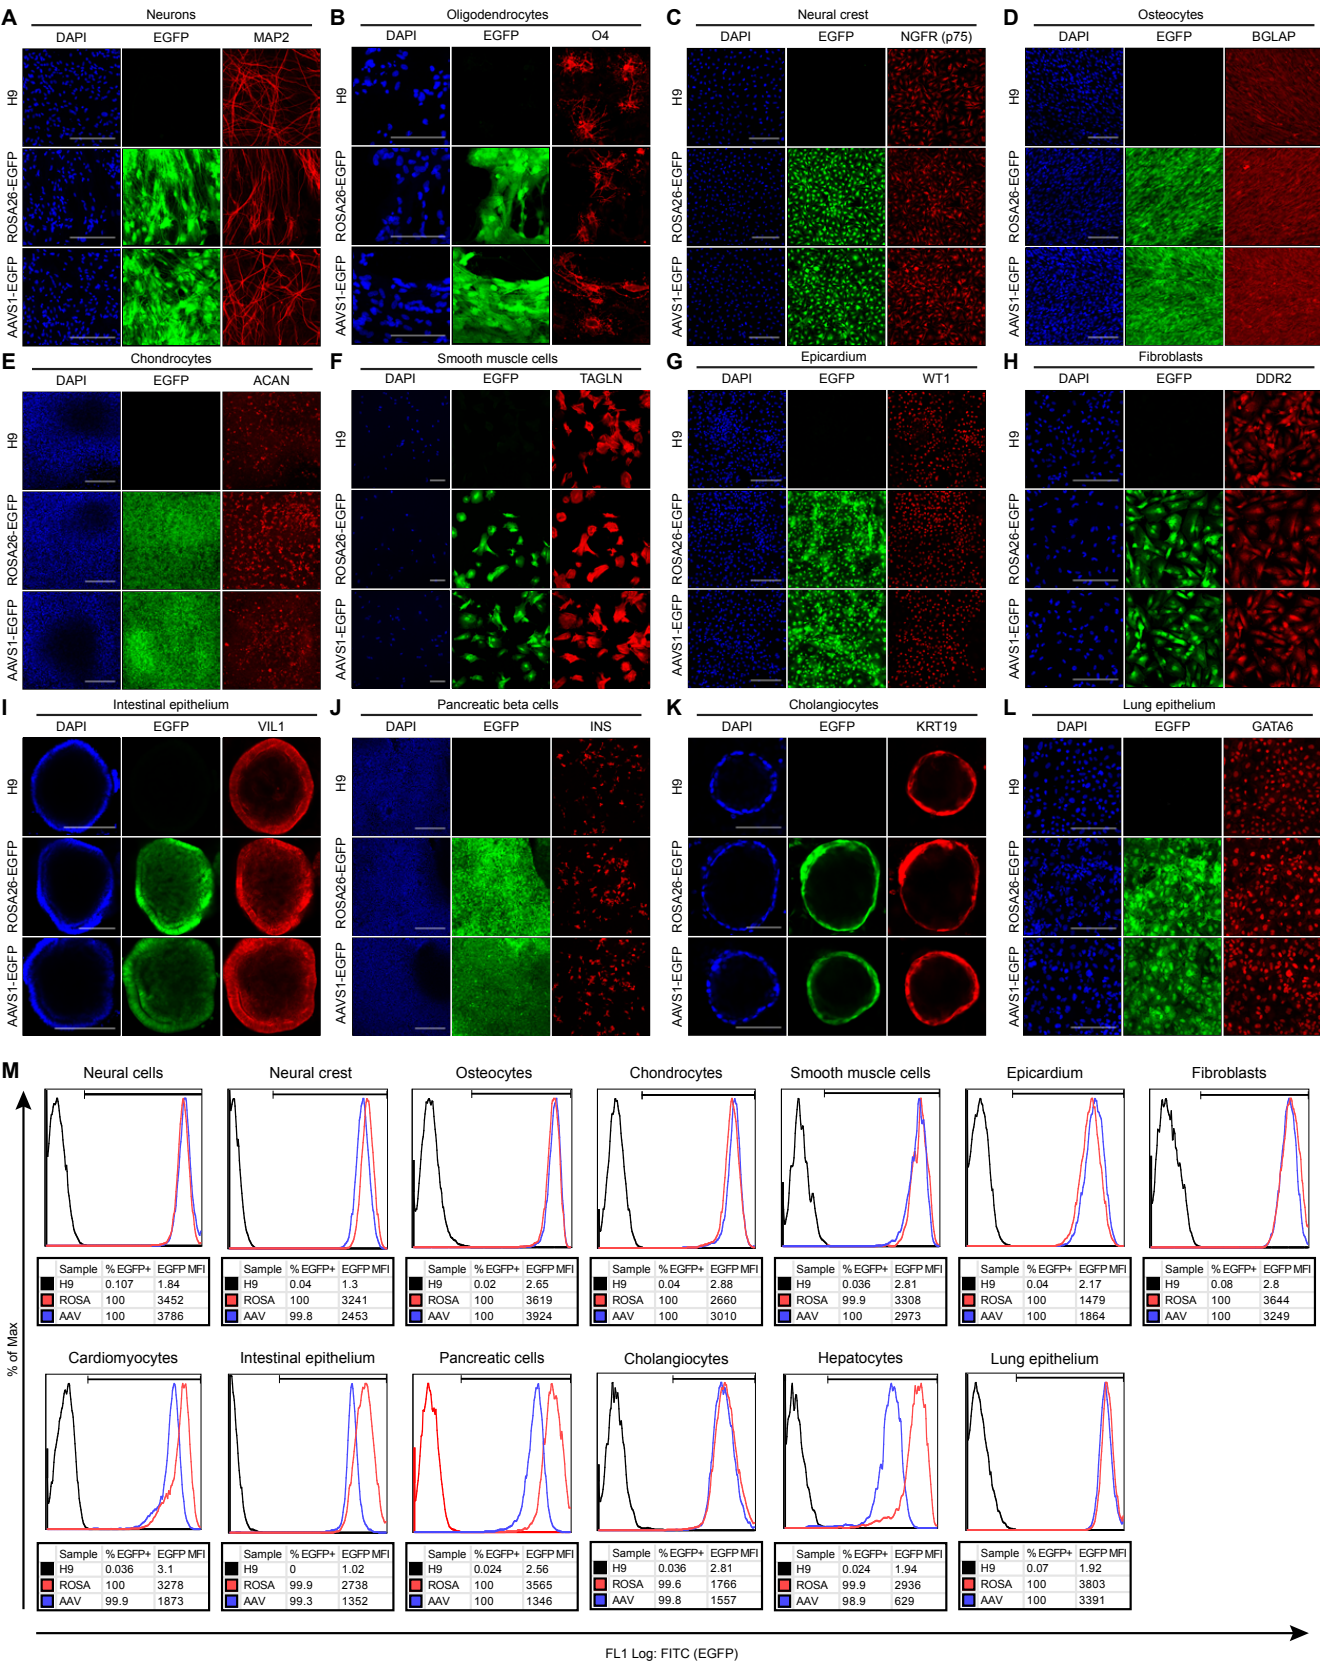 A Neurons
DAPI EGFP MAP2
H9
ROSA26-EGFP
AAVS1-EGFP
B Oligodendrocytes
DAPI EGFP O4
H9
ROSA26-EGFP
AAVS1-EGFP
C Neural crest
DAPI EGFP NGFR (p75)
H9
ROSA26-EGFP
AAVS1-EGFP
D Osteocytes
DAPI EGFP BGLAP
H9
ROSA26-EGFP
AAVS1-EGFP
E Chondrocytes
DAPI EGFP ACAN
H9
ROSA26-EGFP
AAVS1-EGFP
F Smooth muscle cells
DAPI EGFP TAGLN
H9
ROSA26-EGFP
AAVS1-EGFP
G Epicardium
DAPI EGFP WT1
H9
ROSA26-EGFP
AAVS1-EGFP
H Fibroblasts
DAPI EGFP DDR2
H9
ROSA26-EGFP
AAVS1-EGFP
I Intestinal epithelium
DAPI EGFP VIL1
H9
ROSA26-EGFP
AAVS1-EGFP
J Pancreatic beta cells
DAPI EGFP INS
H9
ROSA26-EGFP
AAVS1-EGFP
K Cholangiocytes
DAPI EGFP KRT19
H9
ROSA26-EGFP
AAVS1-EGFP
L Lung epithelium
DAPI EGFP GATA6
H9
ROSA26-EGFP
AAVS1-EGFP
M
% of Max
Neural cells
Sample % EGFP+ EGFP MFI
H9 0.107 1.84
ROSA 100 3452
AAV 100 3786
Neural crest
Sample % EGFP+ EGFP MFI
H9 0.04 1.3
ROSA 100 3241
AAV 99.8 2453
Osteocytes
Sample % EGFP+ EGFP MFI
H9 0.02 2.65
ROSA 100 3619
AAV 100 3924
Chondrocytes
Sample % EGFP+ EGFP MFI
H9 0.04 2.88
ROSA 100 2660
AAV 100 3010
Smooth muscle cells
Sample % EGFP+ EGFP MFI
H9 0.036 2.81
ROSA 99.9 3308
AAV 100 2973
Epicardium
Sample % EGFP+ EGFP MFI
H9 0.04 2.17
ROSA 100 1479
AAV 100 1864
Fibroblasts
Sample % EGFP+ EGFP MFI
H9 0.08 2.8
ROSA 100 3644
AAV 100 3249
Cardiomyocytes
Sample % EGFP+ EGFP MFI
H9 0.036 3.1
ROSA 100 3278
AAV 99.9 1873
Intestinal epithelium
Sample % EGFP+ EGFP MFI
H9 0 1.02
ROSA 99.9 2738
AAV 99.3 1352
Pancreatic cells
Sample % EGFP+ EGFP MFI
H9 0.024 2.56
ROSA 100 3565
AAV 100 1346
Cholangiocytes
Sample % EGFP+ EGFP MFI
H9 0.036 2.81
ROSA 99.6 1766
AAV 99.8 1557
Hepatocytes
Sample % EGFP+ EGFP MFI
H9 0.024 1.94
ROSA 99.9 2936
AAV 98.9 629
Lung epithelium
Sample % EGFP+ EGFP MFI
H9 0.07 1.92
ROSA 100 3803
AAV 100 3391
FL1 Log: FITC (EGFP)